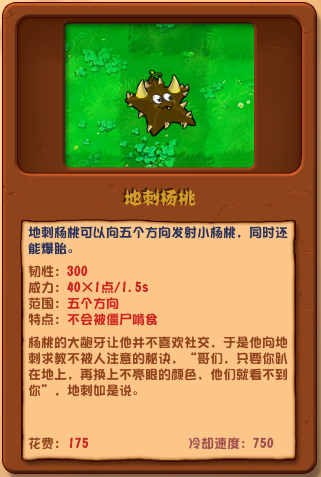 地刺杨桃
地刺杨桃可以向五个方向发射小杨桃，同时还
能爆胎。
韧性：300
威力：40×1点/1.5s
范围：五个方向
特点：不会被僵尸啃食
杨桃的大龅牙让他并不喜欢社交，于是他向地
刺求教不被人注意的秘诀，“哥们，只要你趴
在地上，再换上不亮眼的颜色，他们就看不到
你”，地刺如是说。
花费：175 冷却速度：750